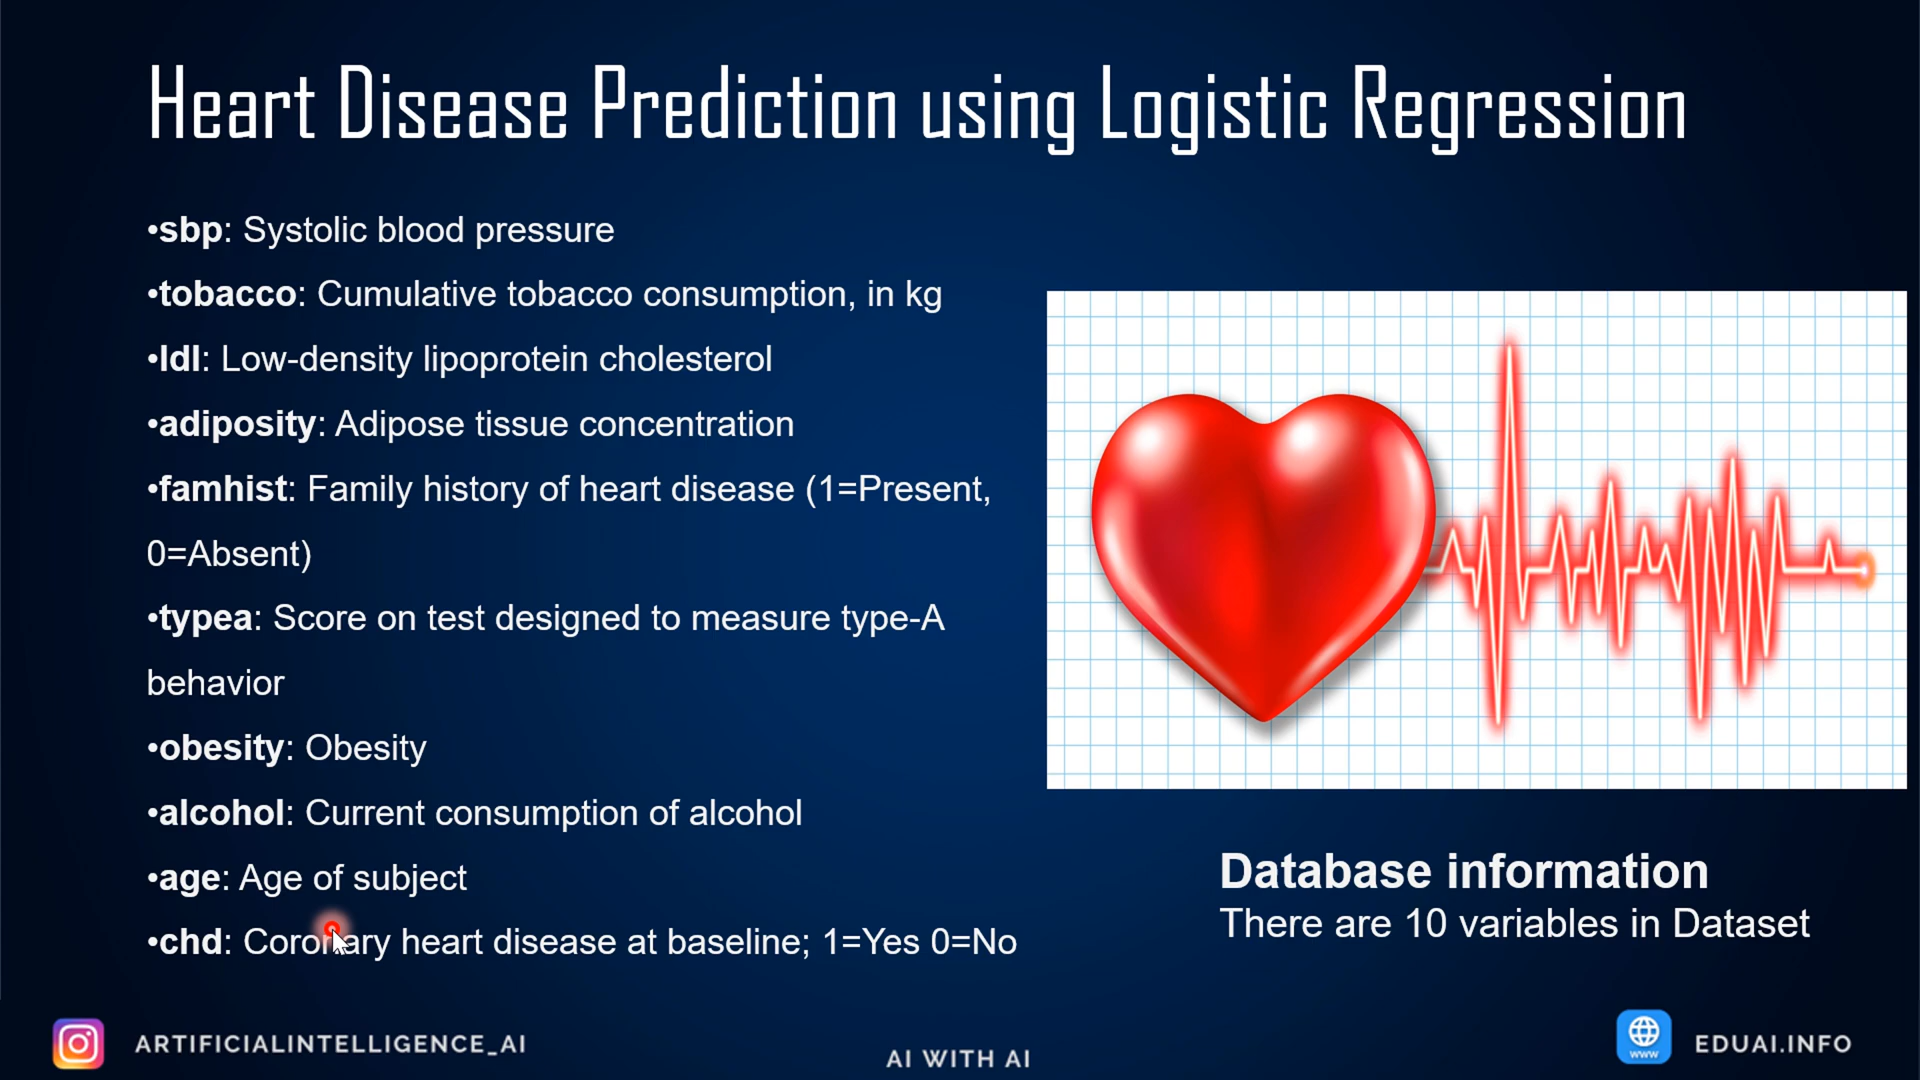 Heart Disease Prediction using Logistic Regression
•sbp: Systolic blood pressure
•tobacco: Cumulative tobacco consumption, in kg
•ldl: Low-density lipoprotein cholesterol
•adiposity: Adipose tissue concentration
•famhist: Family history of heart disease (1=Present,
0=Absent)
•typea: Score on test designed to measure type-A
behavior
•obesity: Obesity
•alcohol: Current consumption of alcohol
•age: Age of subject
•chd: Coronary heart disease at baseline; 1=Yes 0=No
Database information
There are 10 variables in Dataset
ARTIFICIALINTELLIGENCE_AI
AI WITH AI
www
EDUAI.INFO